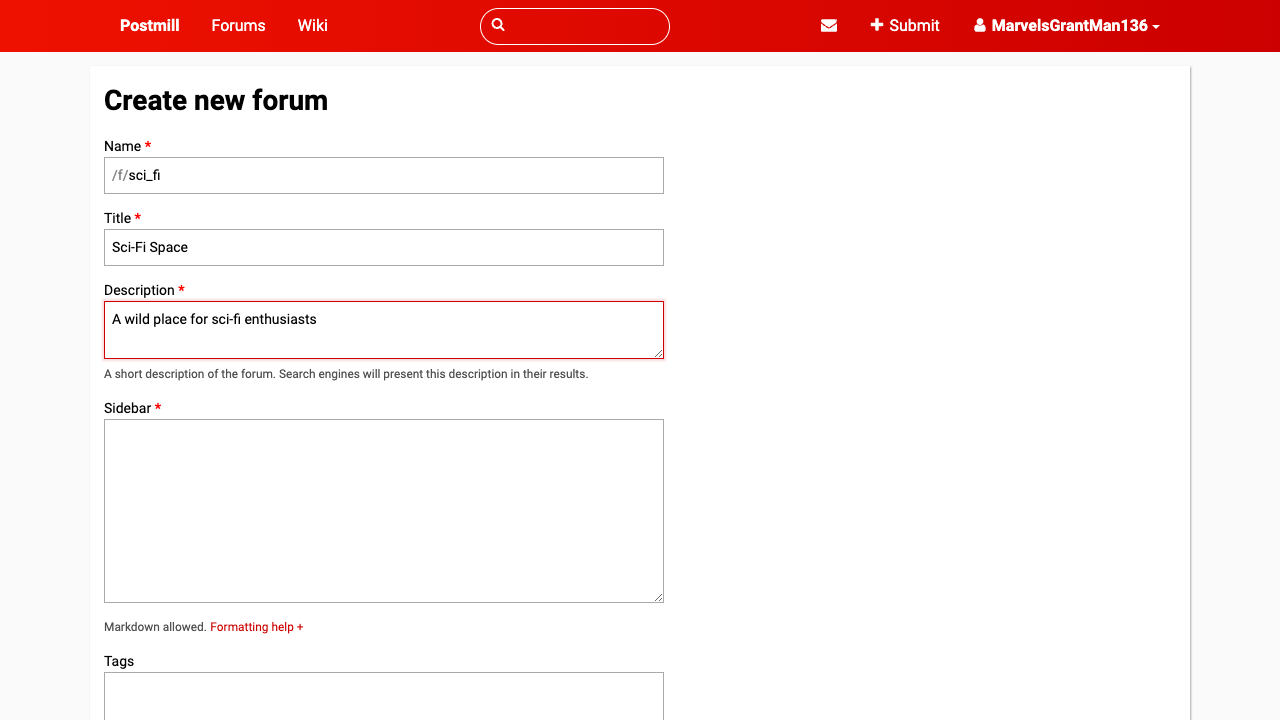 Postmill Forums Wiki Submit MarvelsGrantMan136
Create new forum
Name *
/f/sci_fi
Title *
Sci-Fi Space
Description *
A wild place for sci-fi enthusiasts
A short description of the forum. Search engines will present this description in their results.
Sidebar *
Markdown allowed. Formatting help +
Tags